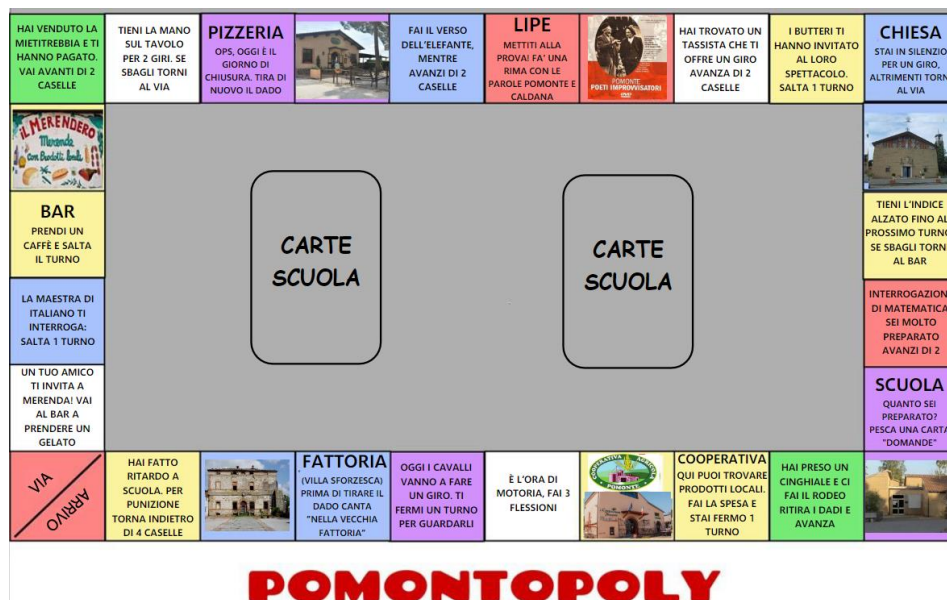 HAI VENDUTO LA
MIETITREBBIA E TI
HANNO PAGATO.
VAI AVANTI DI 2
CASELLE
TIENI LA MANO
SUL TAVOLO
PER 2 GIRI. SE
SBAGLI TORNI
AL VIA
PIZZERIA
OPS, OGGI È IL
GIORNO DI
CHIUSURA. TIRA DI
NUOVO IL DADO
FAI IL VERSO
DELL'ELEFANTE,
MENTRE
AVANZI DI 2
CASELLE
LIPE
METTITI ALLA
PROVA! FA' UNA
RIMA CON LE
PAROLE POMONTE E
CALDANA
POMONTE
POETI IMPROVVISATORI
HAI TROVATO UN
TASSISTA CHE TI
OFFRE UN GIRO
AVANZA DI 2
CASELLE
I BUTTERI TI
HANNO INVITATO
AL LORO
SPETTACOLO.
SALTA 1 TURNO
CHIESA
STAI IN SILENZIO
PER UN GIRO,
ALTRIMENTI TORN
AL VIA
IL MERENDERO
Merende
con Prodotti locali
BAR
PRENDI UN
CAFFÈ E SALTA
IL TURNO
LA MAESTRA DI
ITALIANO TI
INTERROGA:
SALTA 1 TURNO
UN TUO AMICO
TI INVITA A
MERENDA! VAI
AL BAR A
PRENDERE UN
GELATO
CARTE
SCUOLA
CARTE
SCUOLA
TIENI L'INDICE
ALZATO FINO AL
PROSSIMO TURNO
SE SBAGLI TORNI
AL BAR
INTERROGAZION
DI MATEMATICA
SEI MOLTO
PREPARATO
AVANZI DI 2
SCUOLA
QUANTO SEI
PREPARATO?
PESCA UNA CARTA
"DOMANDE"
VIA
ARRIVO
HAI FATTO
RITARDO A
SCUOLA. PER
PUNIZIONE
TORNA INDIETRO
DI 4 CASELLE
FATTORIA
(VILLA SFORZESCA)
PRIMA DI TIRARE IL
DADO CANTA
"NELLA VECCHIA
FATTORIA"
OGGI I CAVALLI
VANNO A FARE
UN GIRO. TI
FERMI UN TURNO
PER GUARDARLI
È L'ORA DI
MOTORIA, FAI 3
FLESSIONI
COOPERATIVA AGRICOLA
POMONTE
COOPERATIVA
QUI PUOI TROVARE
PRODOTTI LOCALI.
FAI LA SPESA E
STAI FERMO 1
TURNO
HAI PRESO UN
CINGHIALE E CI
FAI IL RODEO
RITIRA I DADI E
AVANZA
POMONTOPOLY